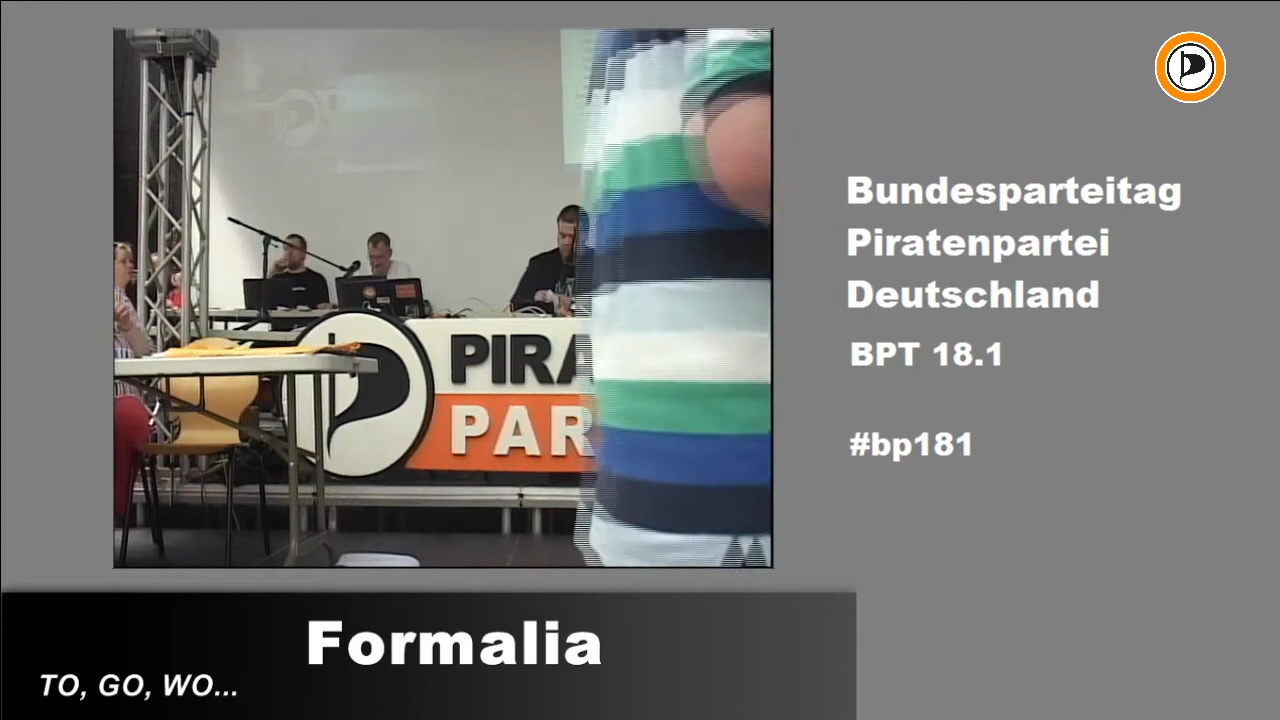 PIRA
PAR
Bundesparteitag
Piratenpartei
Deutschland
BPT 18.1
#bp181
Formalia
TO, GO, WO...